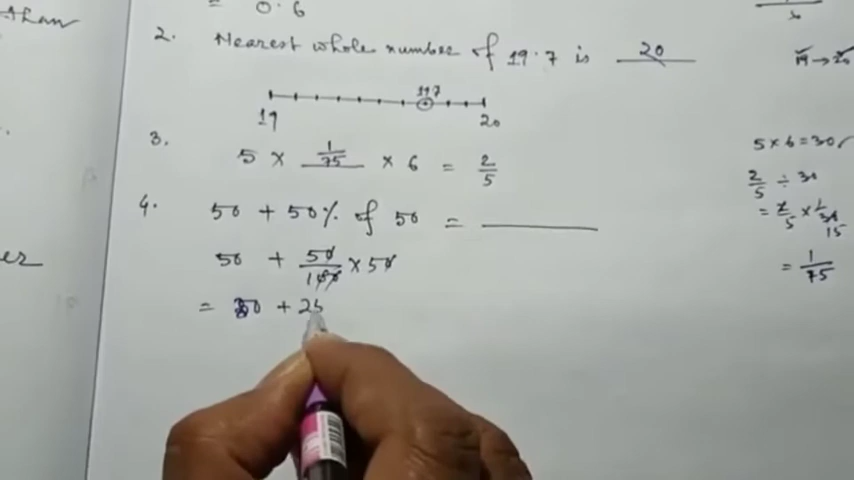 = 0.6
2. Nearest whole number of 19.7 is 20
19.7
19 20
3. 5 × 1/75 × 6 = 2/5
4. 50 + 50% of 50 = ______
50 + 50/100 × 50
= 50 + 25
than
er
19 → 20
5 × 6 = 30 ✓
2/5 ÷ 30
= 2/5 × 1/30
15
= 1/75